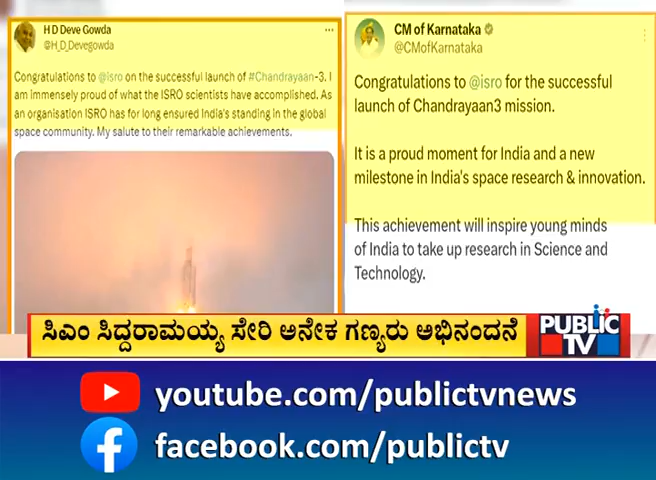 H D Deve Gowda
@H_D_Devegowda
Congratulations to @isro on the successful launch of #Chandrayaan-3. I
am immensely proud of what the ISRO scientists have accomplished. As
an organisation ISRO has for long ensured India's standing in the global
space community. My salute to their remarkable achievements.
CM of Karnataka
@CMofKarnataka
Congratulations to @isro for the successful
launch of Chandrayaan3 mission.
It is a proud moment for India and a new
milestone in India's space research & innovation.
This achievement will inspire young minds
of India to take up research in Science and
Technology.
ಸಿಎಂ ಸಿದ್ದರಾಮಯ್ಯ ಸೇರಿ ಅನೇಕ ಗಣ್ಯರು ಅಭಿನಂದನೆ
PUBLIC
TV
youtube.com/publictvnews
facebook.com/publictv